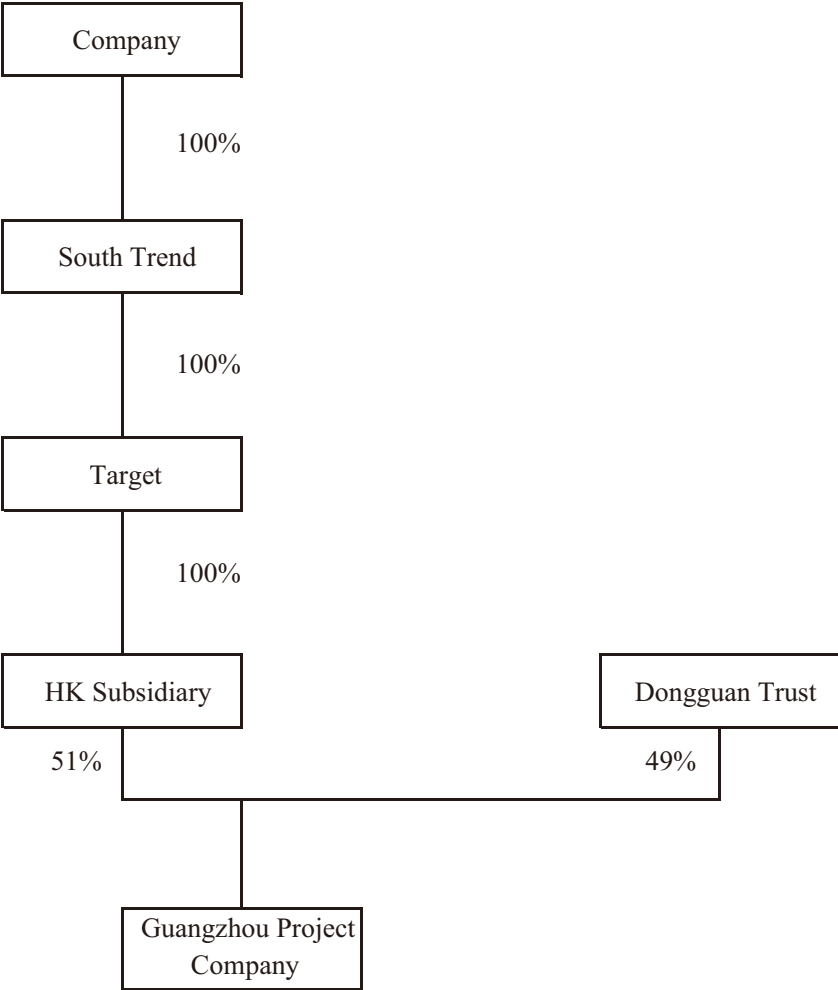 Company
100%
South Trend
100%
Target
100%
HK Subsidiary
Dongguan Trust
51%
49%
Guangzhou Project
Company